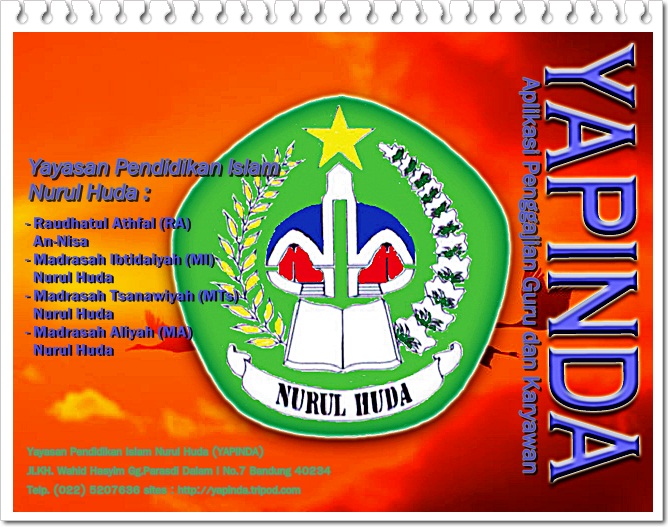 Yayasan Pendidikan Islam
Nurul Huda :
- Raudhatul Athfal (RA)
An-Nisa
- Madrasah Ibtidaiyah (MI)
Nurul Huda
- Madrasah Tsanawiyah (MTs)
Nurul Huda
- Madrasah Aliyah (MA)
Nurul Huda
NURUL HUDA
YAPINDA
Aplikasi Penggajian Guru dan Karyawan
Yayasan Pendidikan Islam Nurul Huda (YAPINDA)
Jl.KH. Wahid Hasyim Gg.Parasdi Dalam I No.7 Bandung 40234
Telp. (022) 5207636 sites : http://yapinda.tripod.com